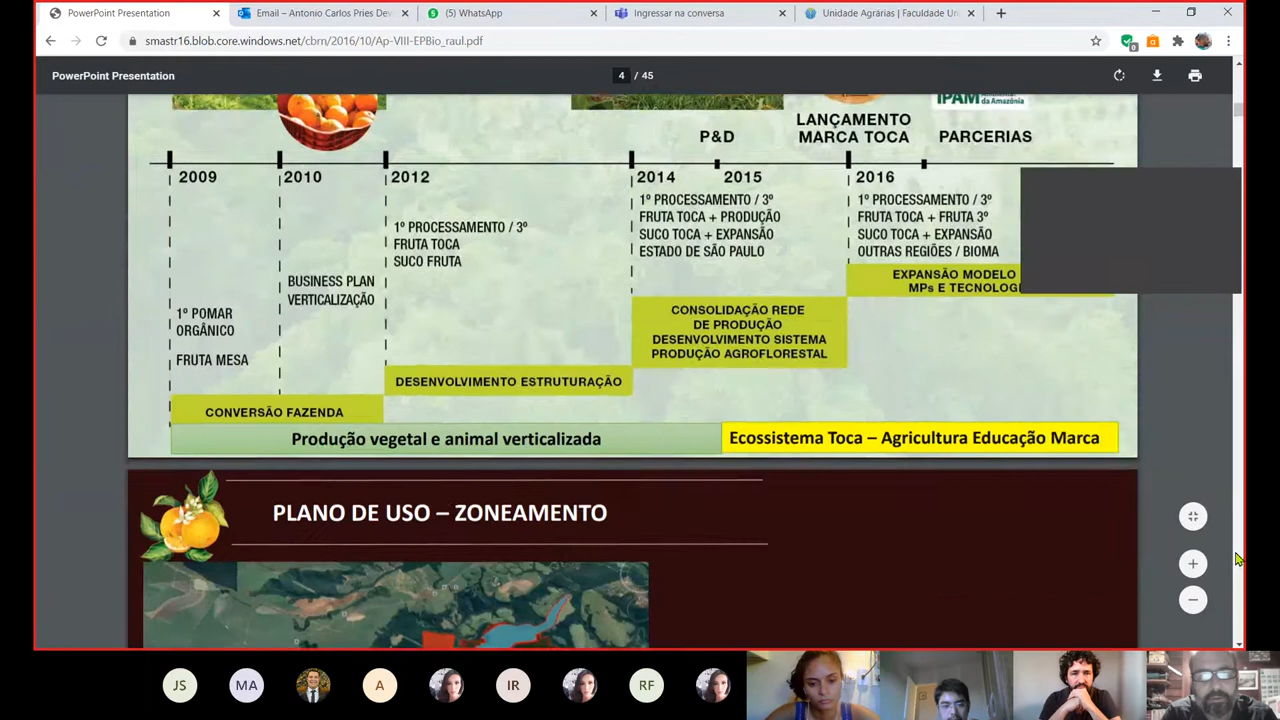 PowerPoint Presentation
Email – Antonio Carlos Pries Dev
(5) WhatsApp
Ingressar na conversa
Unidade Agrárias | Faculdade Un
smastr16.blob.core.windows.net/cbrn/2016/10/Ap-VIII-EPBio_raul.pdf
0
PowerPoint Presentation
4 / 45
IPAM
da Amazônia
P&D
LANÇAMENTO
MARCA TOCA
PARCERIAS
2009
2010
2012
2014
2015
2016
1º POMAR
ORGÂNICO
FRUTA MESA
BUSINESS PLAN
VERTICALIZAÇÃO
1º PROCESSAMENTO / 3º
FRUTA TOCA
SUCO FRUTA
1º PROCESSAMENTO / 3º
FRUTA TOCA + PRODUÇÃO
SUCO TOCA + EXPANSÃO
ESTADO DE SÃO PAULO
1º PROCESSAMENTO / 3º
FRUTA TOCA + FRUTA 3º
SUCO TOCA + EXPANSÃO
OUTRAS REGIÕES / BIOMA
EXPANSÃO MODELO
MPs E TECNOLOGI
CONSOLIDAÇÃO REDE
DE PRODUÇÃO
DESENVOLVIMENTO SISTEMA
PRODUÇÃO AGROFLORESTAL
DESENVOLVIMENTO ESTRUTURAÇÃO
CONVERSÃO FAZENDA
Produção vegetal e animal verticalizada
Ecossistema Toca – Agricultura Educação Marca
PLANO DE USO – ZONEAMENTO
JS
MA
A
IR
RF